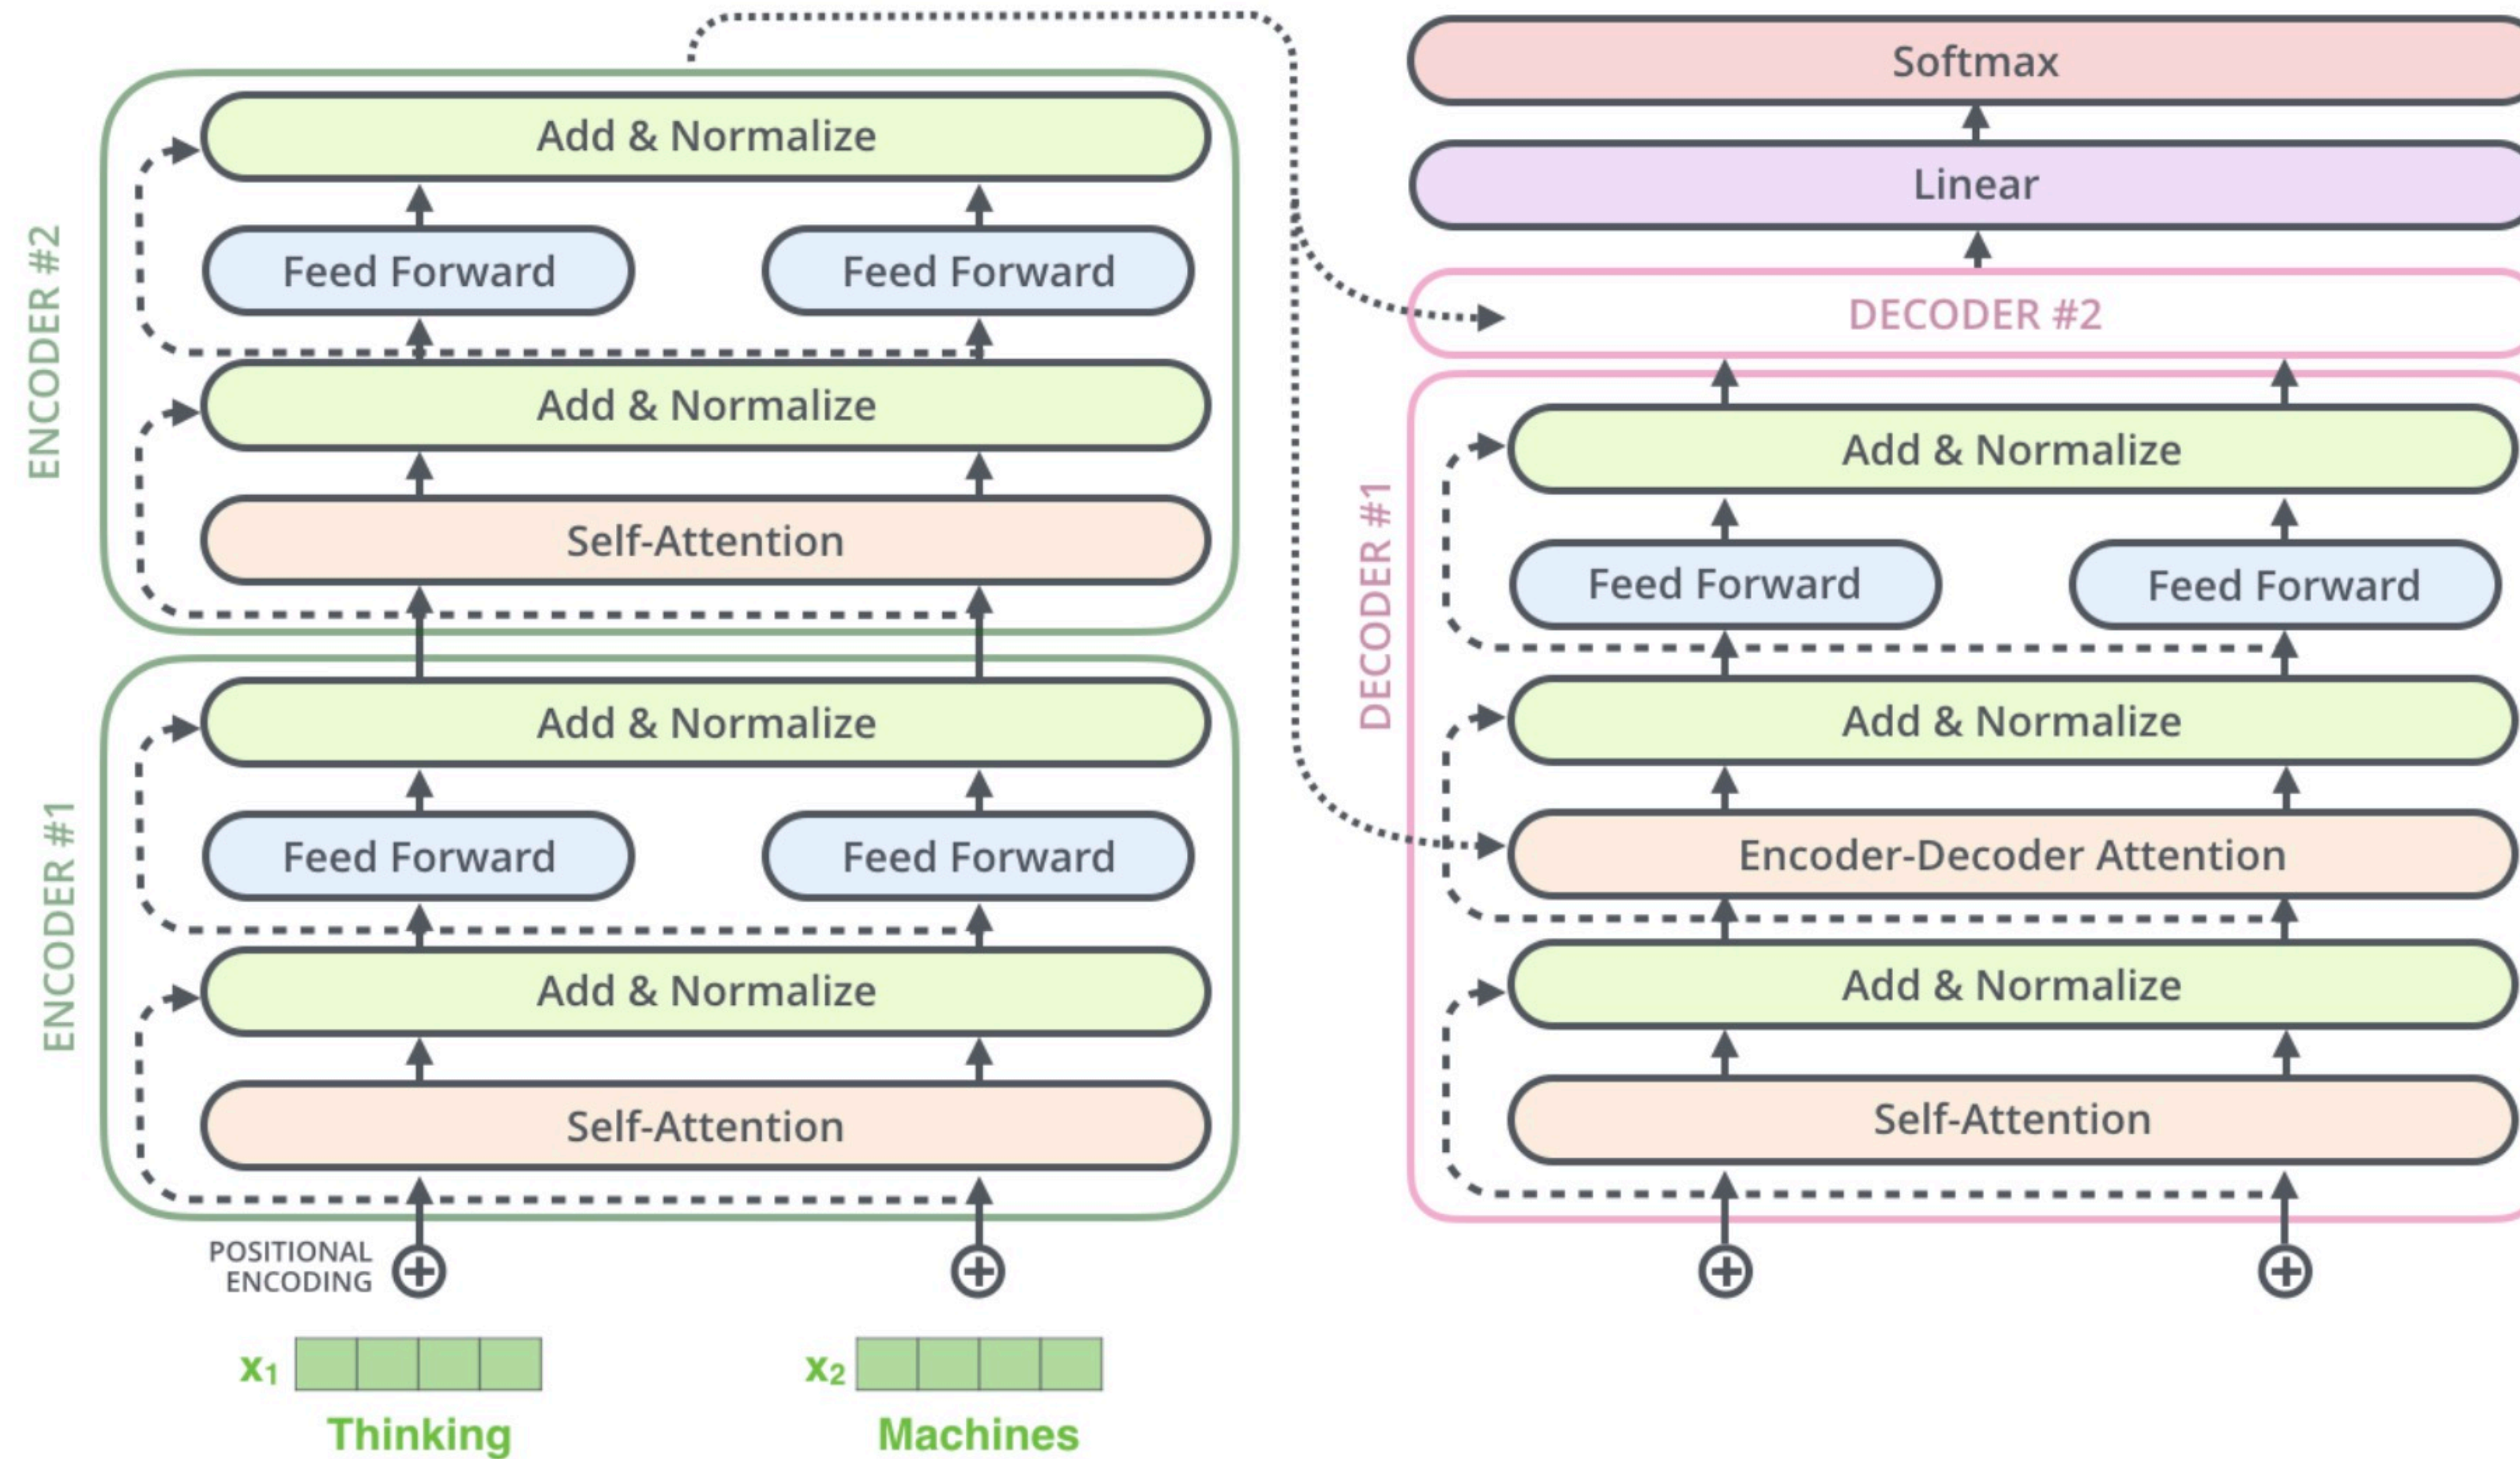 ENCODER #2
Add & Normalize
Feed Forward
Feed Forward
Add & Normalize
Self-Attention
ENCODER #1
Add & Normalize
Feed Forward
Feed Forward
Add & Normalize
Self-Attention
POSITIONAL
ENCODING
x₁
x₂
Thinking
Machines
Softmax
Linear
DECODER #2
DECODER #1
Add & Normalize
Feed Forward
Feed Forward
Add & Normalize
Encoder-Decoder Attention
Add & Normalize
Self-Attention